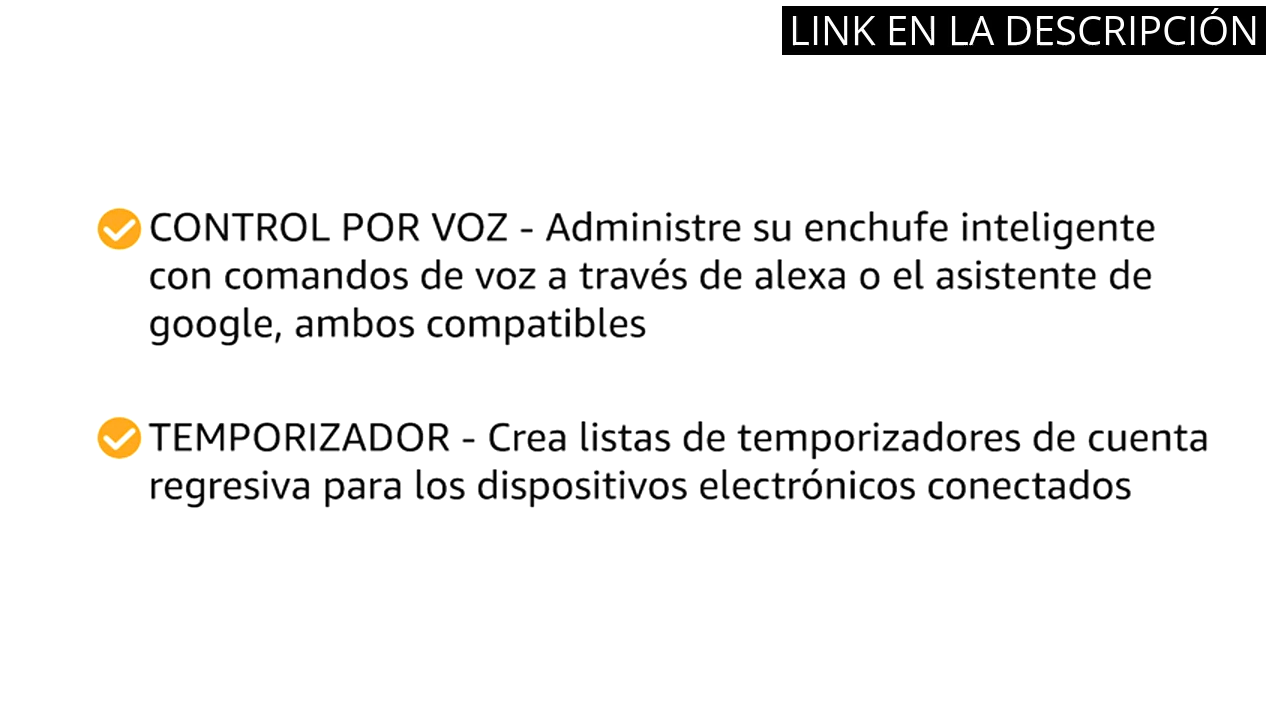 LINK EN LA DESCRIPCIÓN
CONTROL POR VOZ - Administre su enchufe inteligente
con comandos de voz a través de alexa o el asistente de
google, ambos compatibles
TEMPORIZADOR - Crea listas de temporizadores de cuenta
regresiva para los dispositivos electrónicos conectados